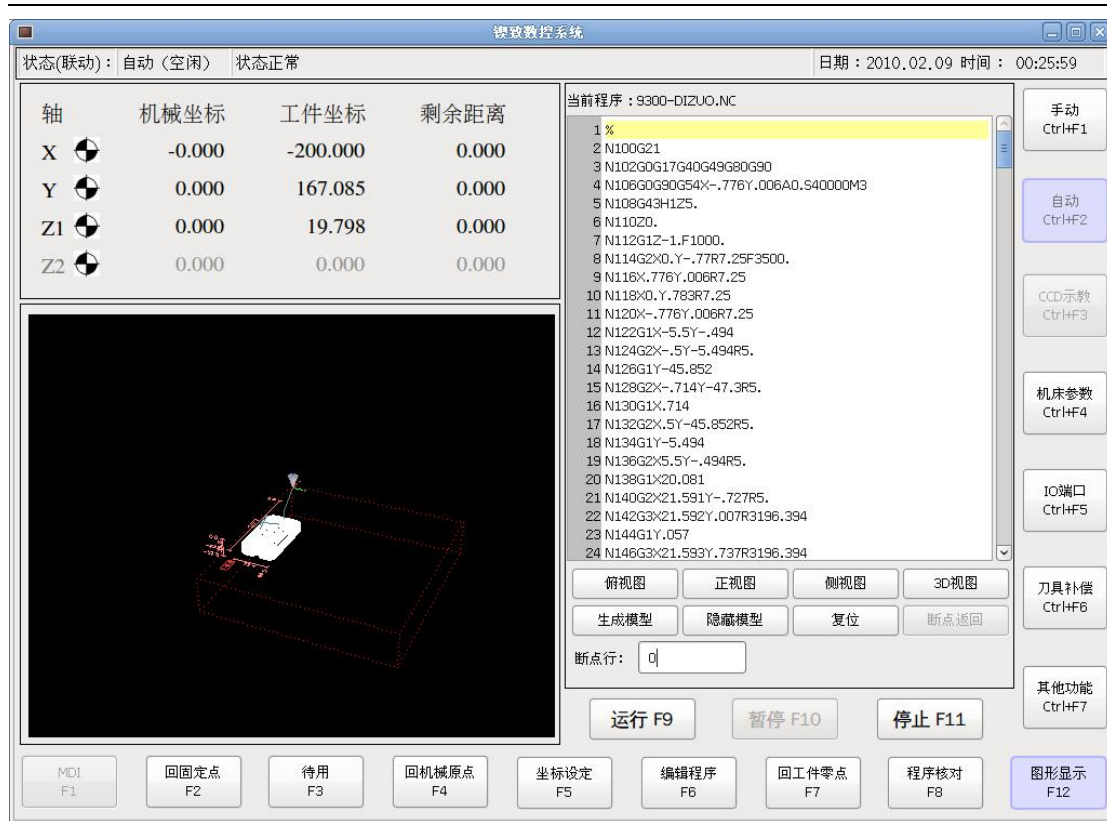 锲致数控系统
状态(联动)： 自动（空闲） 状态正常 日期：2010.02.09 时间： 00:25:59
轴 机械坐标 工件坐标 剩余距离
X -0.000 -200.000 0.000
Y 0.000 167.085 0.000
Z1 0.000 19.798 0.000
Z2 0.000 0.000 0.000
当前程序：9300-DIZUO.NC
1 %
2 N100G21
3 N102G0G17G40G49G80G90
4 N106G0G90G54X-.776Y.006A0.S40000M3
5 N108G43H1Z5.
6 N110Z0.
7 N112G1Z-1.F1000.
8 N114G2X0.Y-.77R7.25F3500.
9 N116X.776Y.006R7.25
10 N118X0.Y.783R7.25
11 N120X-.776Y.006R7.25
12 N122G1X-5.5Y-.494
13 N124G2X-.5Y-5.494R5.
14 N126G1Y-45.852
15 N128G2X-.714Y-47.3R5.
16 N130G1X.714
17 N132G2X.5Y-45.852R5.
18 N134G1Y-5.494
19 N136G2X5.5Y-.494R5.
20 N138G1X20.081
21 N140G2X21.591Y-.727R5.
22 N142G3X21.592Y.007R3196.394
23 N144G1Y.057
24 N146G3X21.593Y.737R3196.394
俯视图 正视图 侧视图 3D视图
生成模型 隐藏模型 复位 断点返回
断点行： 0
运行 F9 暂停 F10 停止 F11
手动
Ctrl+F1
自动
Ctrl+F2
CCD示教
Ctrl+F3
机床参数
Ctrl+F4
IO端口
Ctrl+F5
刀具补偿
Ctrl+F6
其他功能
Ctrl+F7
MDI 回固定点 待用 回机械原点 坐标设定 编辑程序 回工件零点 程序核对 图形显示
F1 F2 F3 F4 F5 F6 F7 F8 F12